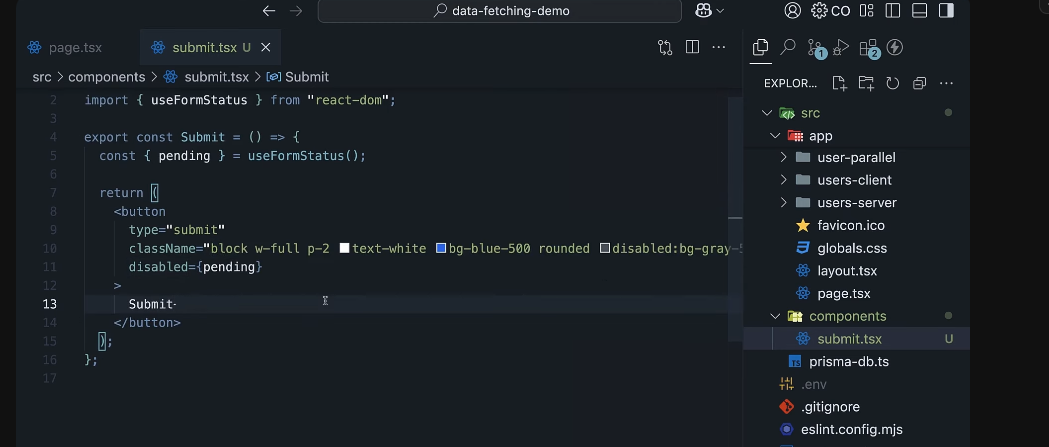 data-fetching-demo
CO
page.tsx
submit.tsx U
src > components > submit.tsx > Submit
2 import { useFormStatus } from "react-dom";
3
4 export const Submit = () => {
5 const { pending } = useFormStatus();
6
7 return (
8 <button
9 type="submit"
10 className="block w-full p-2 text-white bg-blue-500 rounded disabled:bg-gray-5
11 disabled={pending}
12 >
13 Submit
14 </button>
15 );
16 };
17
1
2
EXPLOR...
src
app
user-parallel
users-client
users-server
favicon.ico
globals.css
layout.tsx
page.tsx
components
submit.tsx U
TS prisma-db.ts
.env
.gitignore
eslint.config.mjs